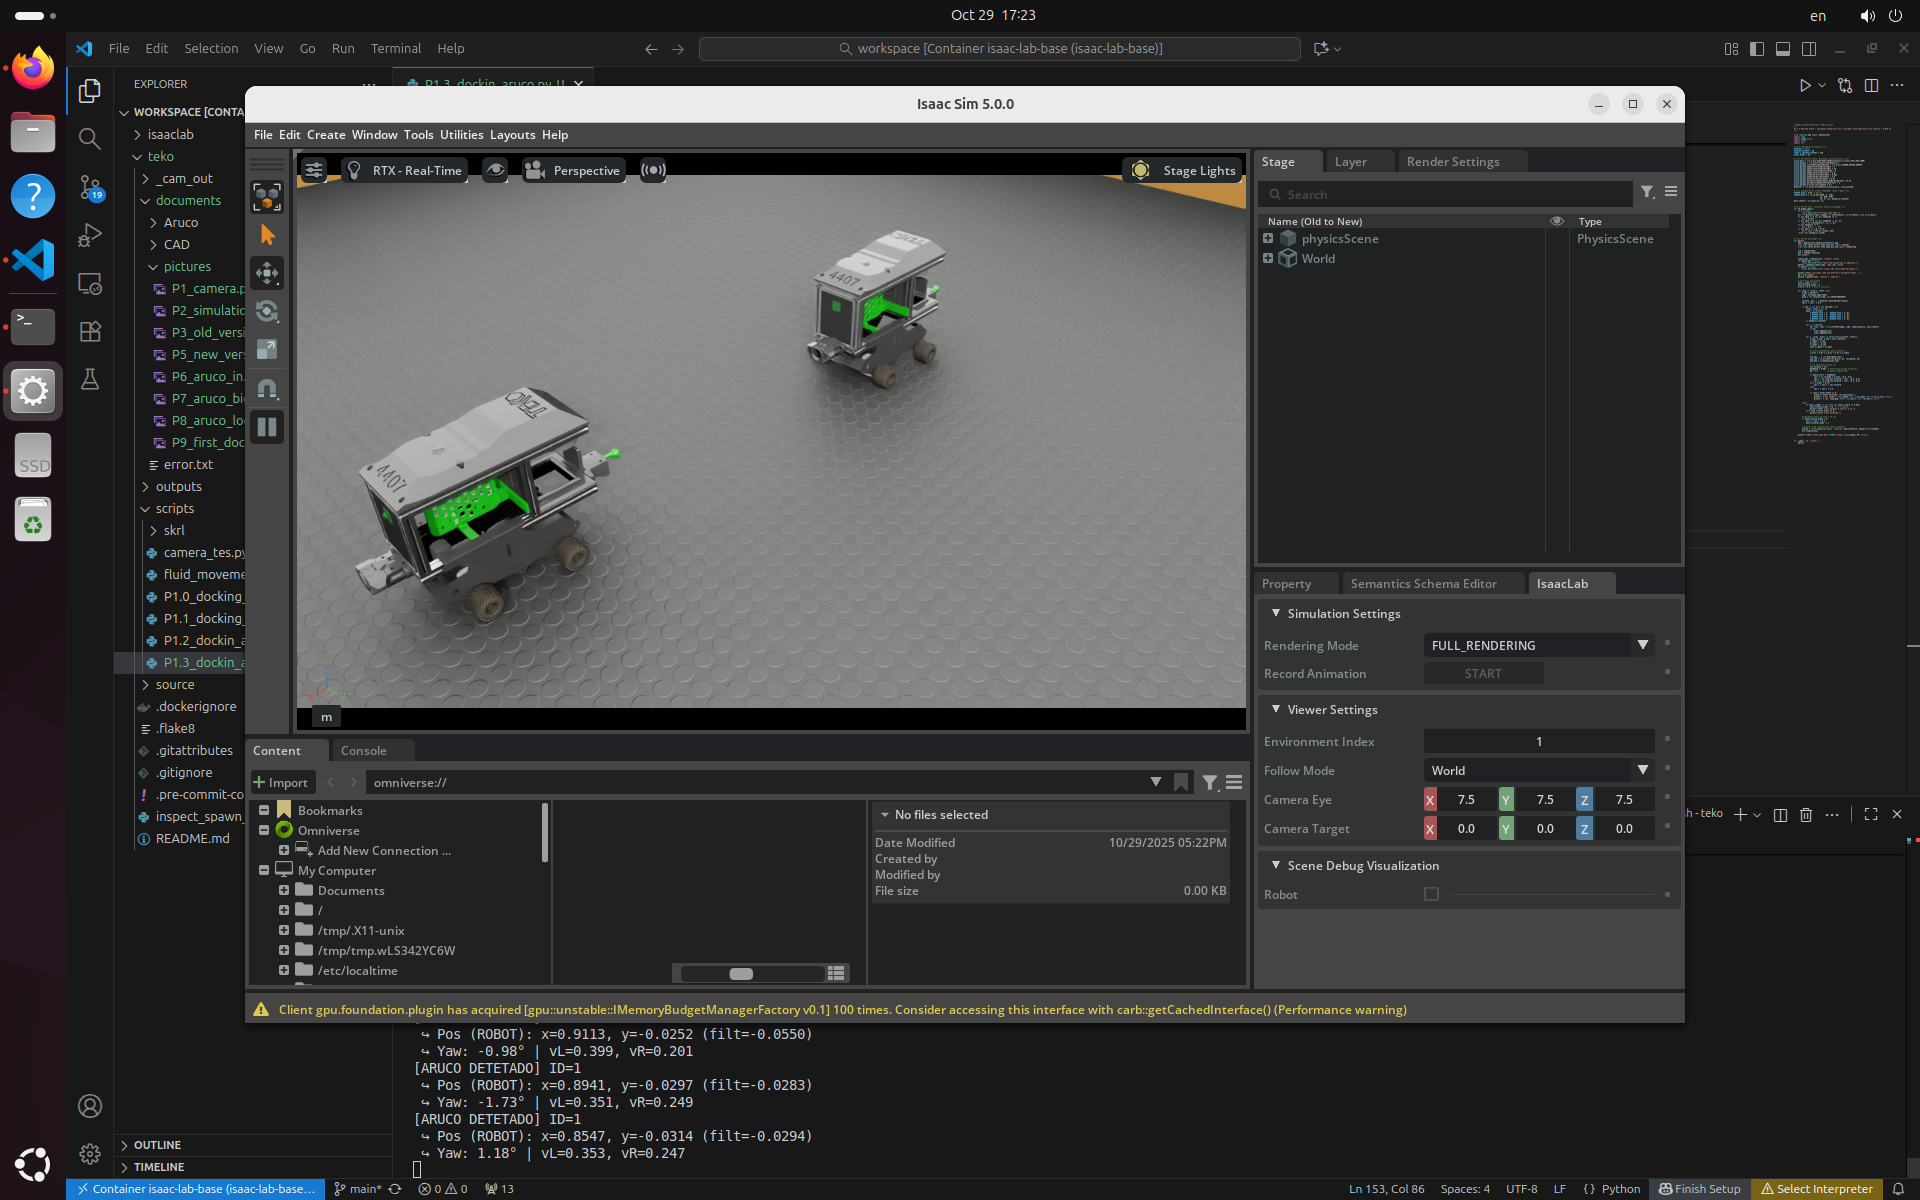 Oct 29 17:23
en
File Edit Selection View Go Run Terminal Help
workspace [Container isaac-lab-base (isaac-lab-base)]
EXPLORER
P1.3_dockin_aruco.py U
WORKSPACE [CONTA
isaaclab
teko
_cam_out
documents
Aruco
CAD
pictures
P1_camera.p
P2_simulatic
P3_old_versi
P5_new_vers
P6_aruco_in
P7_aruco_bi
P8_aruco_lo
P9_first_doc
error.txt
outputs
scripts
skrl
camera_tes.py
fluid_moveme
P1.0_docking_
P1.1_docking_
P1.2_dockin_a
P1.3_dockin_a
source
.dockerignore
.flake8
.gitattributes
.gitignore
.pre-commit-co
inspect_spawn_
README.md
OUTLINE
TIMELINE
19
SSD
Isaac Sim 5.0.0
File Edit Create Window Tools Utilities Layouts Help
RTX - Real-Time
Perspective
Stage Lights
4407
TEKO
4407
TEKO
m
Stage
Layer
Render Settings
Search
Name (Old to New)
Type
physicsScene
PhysicsScene
World
Property
Semantics Schema Editor
IsaacLab
Simulation Settings
Rendering Mode
FULL_RENDERING
Record Animation
START
Viewer Settings
Environment Index
1
Follow Mode
World
Camera Eye
X 7.5 Y 7.5 Z 7.5
Camera Target
X 0.0 Y 0.0 Z 0.0
Scene Debug Visualization
Robot
Content
Console
Import
omniverse://
Bookmarks
Omniverse
Add New Connection ...
My Computer
Documents
/
/tmp/.X11-unix
/tmp/tmp.wLS342YC6W
/etc/localtime
No files selected
Date Modified 10/29/2025 05:22PM
Created by
Modified by
File size 0.00 KB
Client gpu.foundation.plugin has acquired [gpu::unstable::IMemoryBudgetManagerFactory v0.1] 100 times. Consider accessing this interface with carb::getCachedInterface() (Performance warning)
h - teko
↪ Pos (ROBOT): x=0.9113, y=-0.0252 (filt=-0.0550)
↪ Yaw: -0.98° | vL=0.399, vR=0.201
[ARUCO DETETADO] ID=1
↪ Pos (ROBOT): x=0.8941, y=-0.0297 (filt=-0.0283)
↪ Yaw: -1.73° | vL=0.351, vR=0.249
[ARUCO DETETADO] ID=1
↪ Pos (ROBOT): x=0.8547, y=-0.0314 (filt=-0.0294)
↪ Yaw: 1.18° | vL=0.353, vR=0.247
Container isaac-lab-base (isaac-lab-base...
main*
0 0
13
Ln 153, Col 86
Spaces: 4
UTF-8
LF
{ } Python
Finish Setup
Select Interpreter